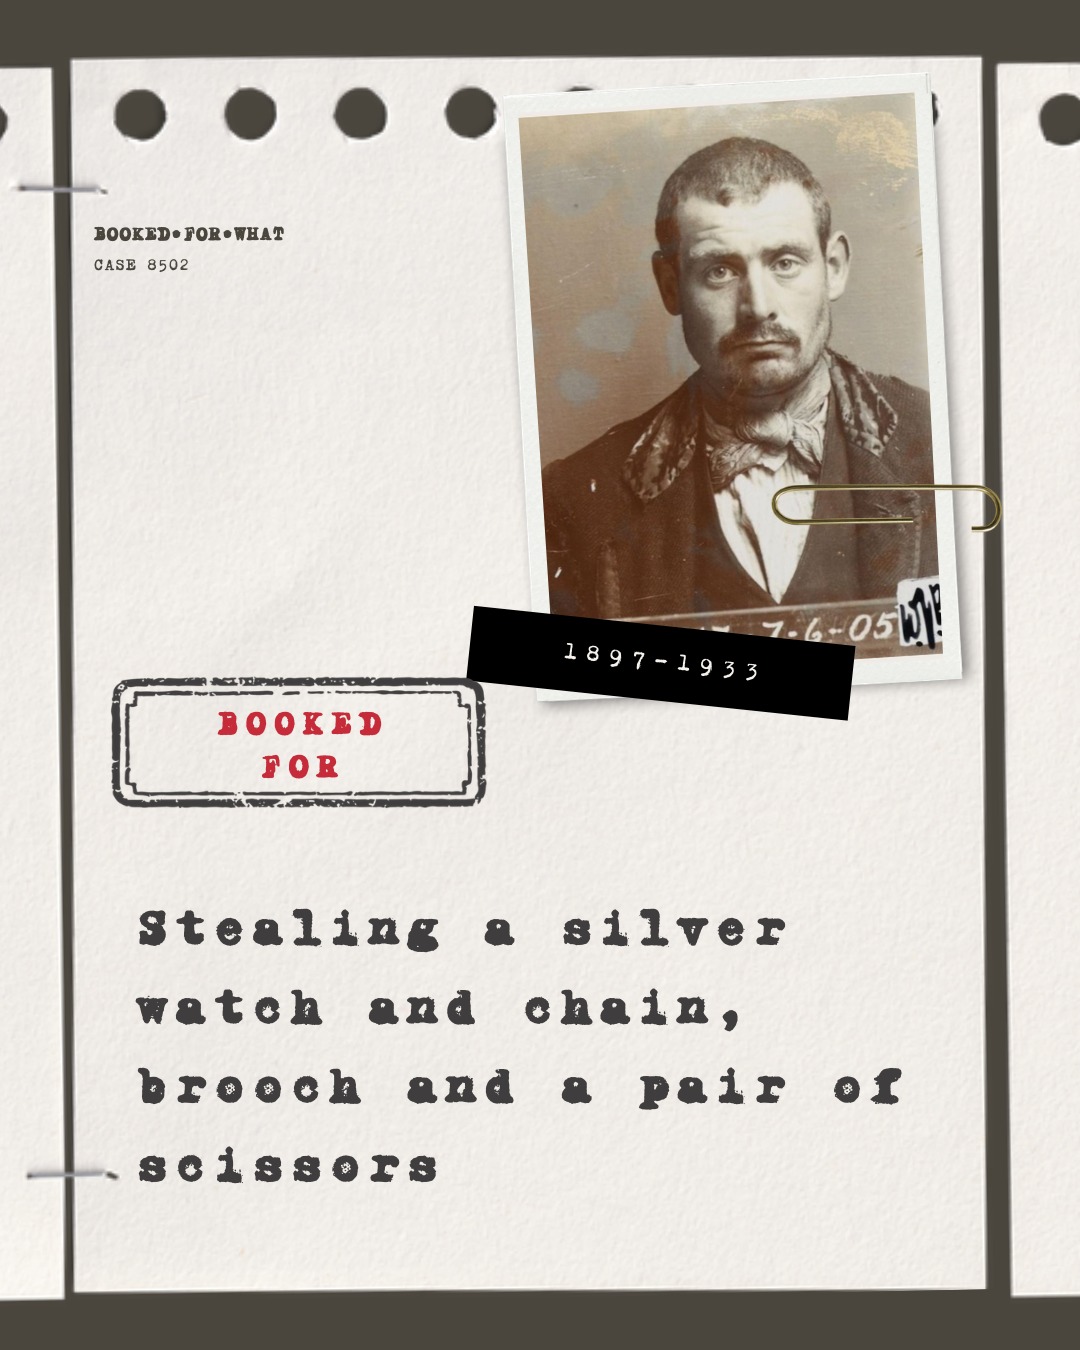 BOOKED•FOR•WHAT
CASE 8502
7-6-05
1897-1933
BOOKED
FOR
Stealing a silver
watch and chain,
brooch and a pair of
scissors